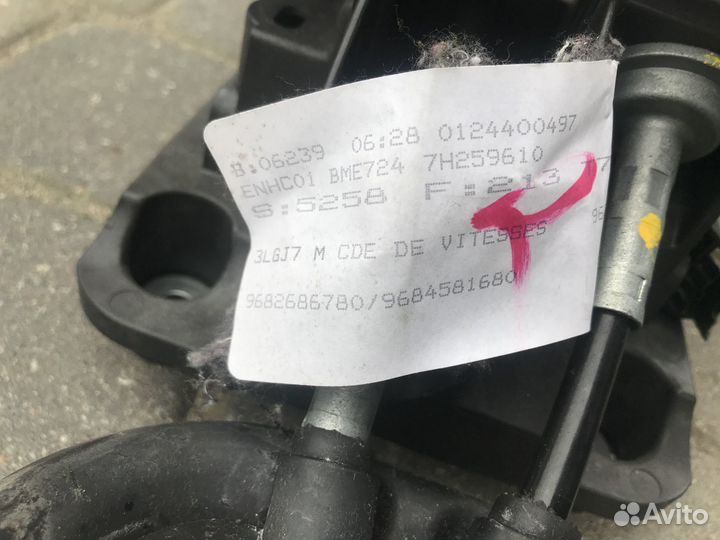 B:06239 06:28 0124400497
ENHC01 BME724 7H259610
S:5258 F:213
3LGJ7 M CDE DE VITESSES
9682686780/9684581680
Avito